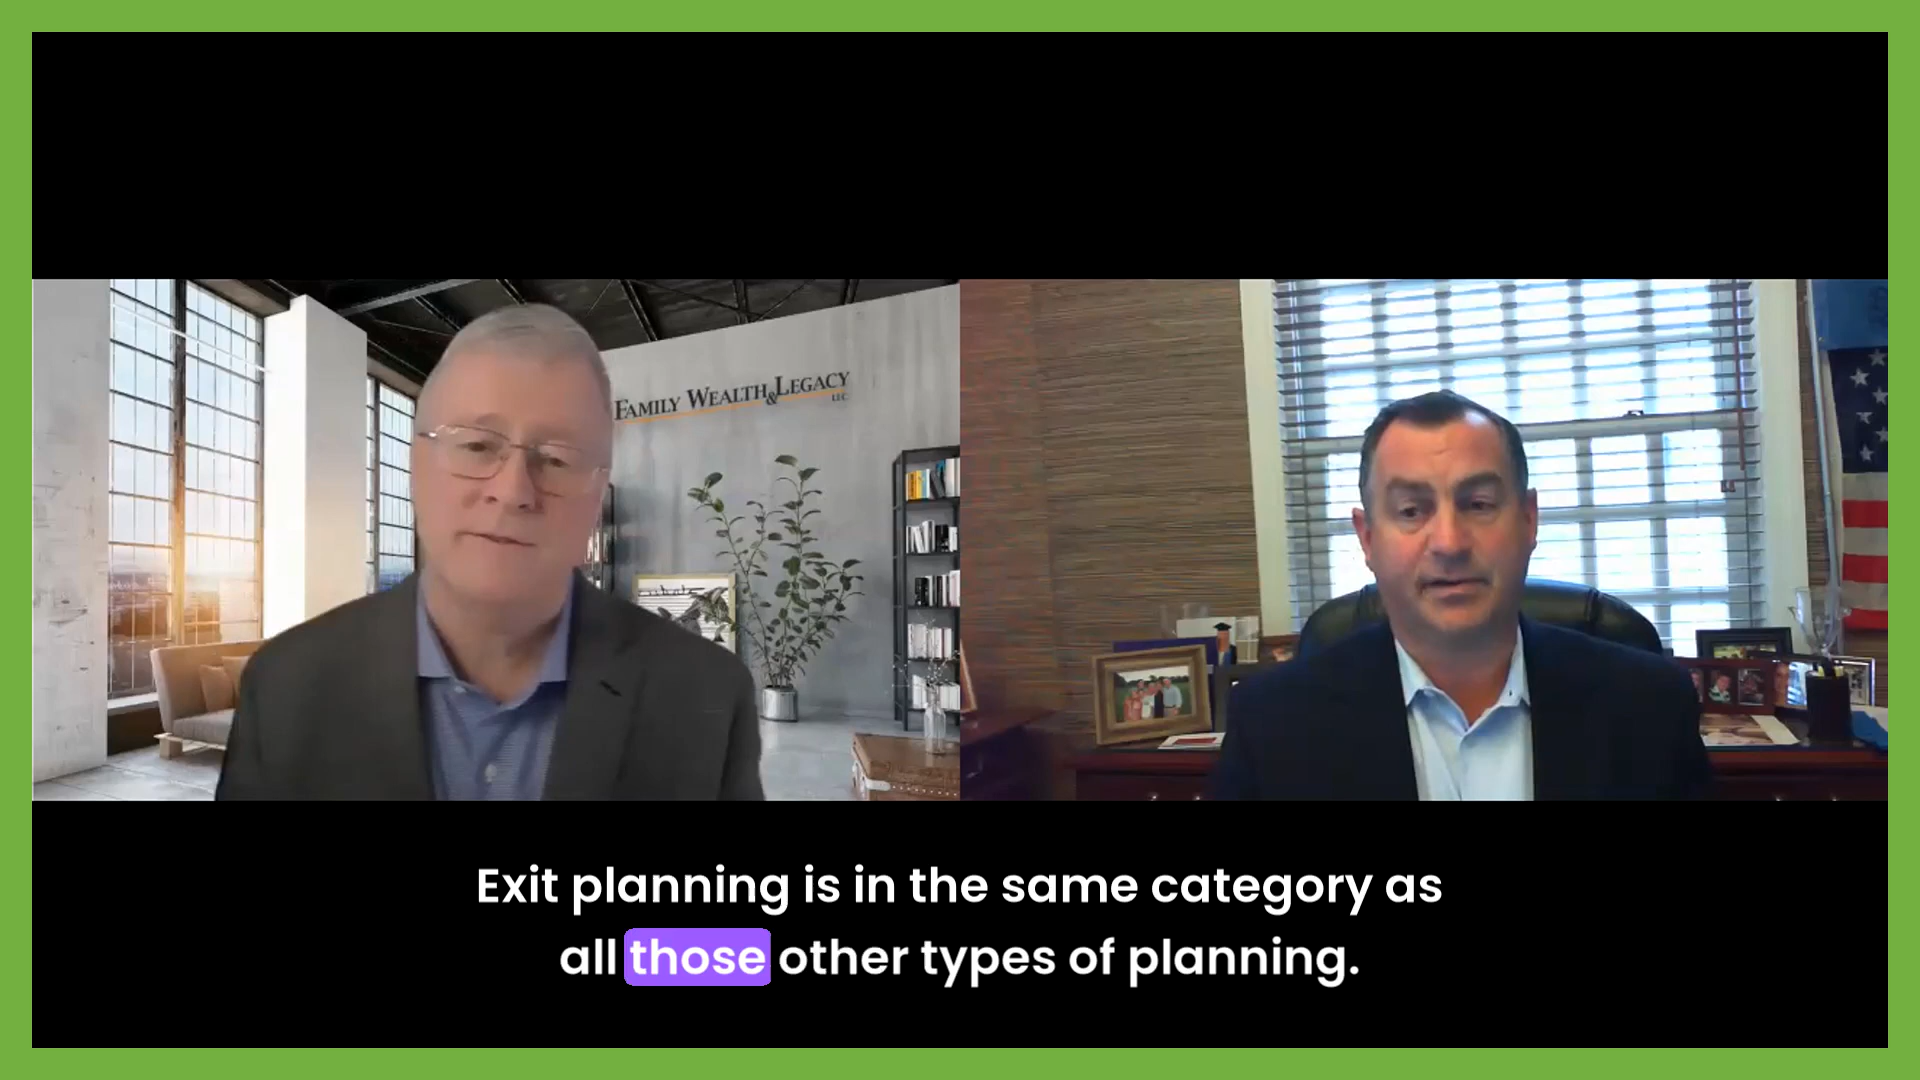 FAMILY WEALTH & LEGACY
LLC
Exit planning is in the same category as
all those other types of planning.